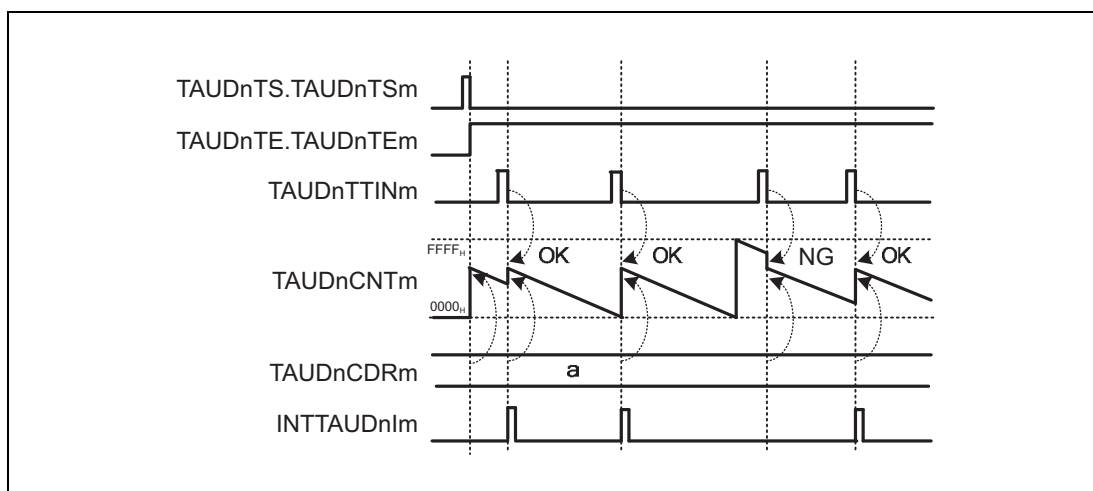 TAUDnTS.TAUDnTSm
TAUDnTE.TAUDnTEm
TAUDnTTINm
FFFFH
OK
OK
NG
OK
TAUDnCNTm
0000H
TAUDnCDRm
a
INTTAUDnIm